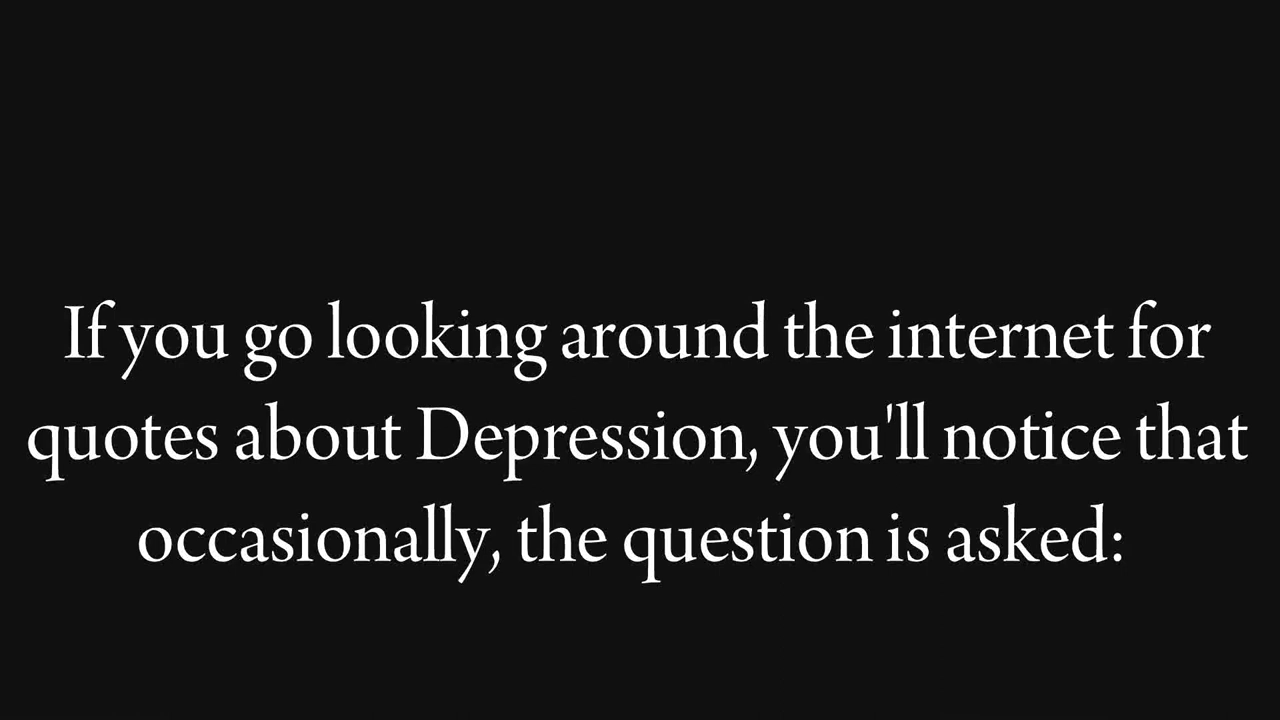 If you go looking around the internet for
quotes about Depression, you'll notice that
occasionally, the question is asked: